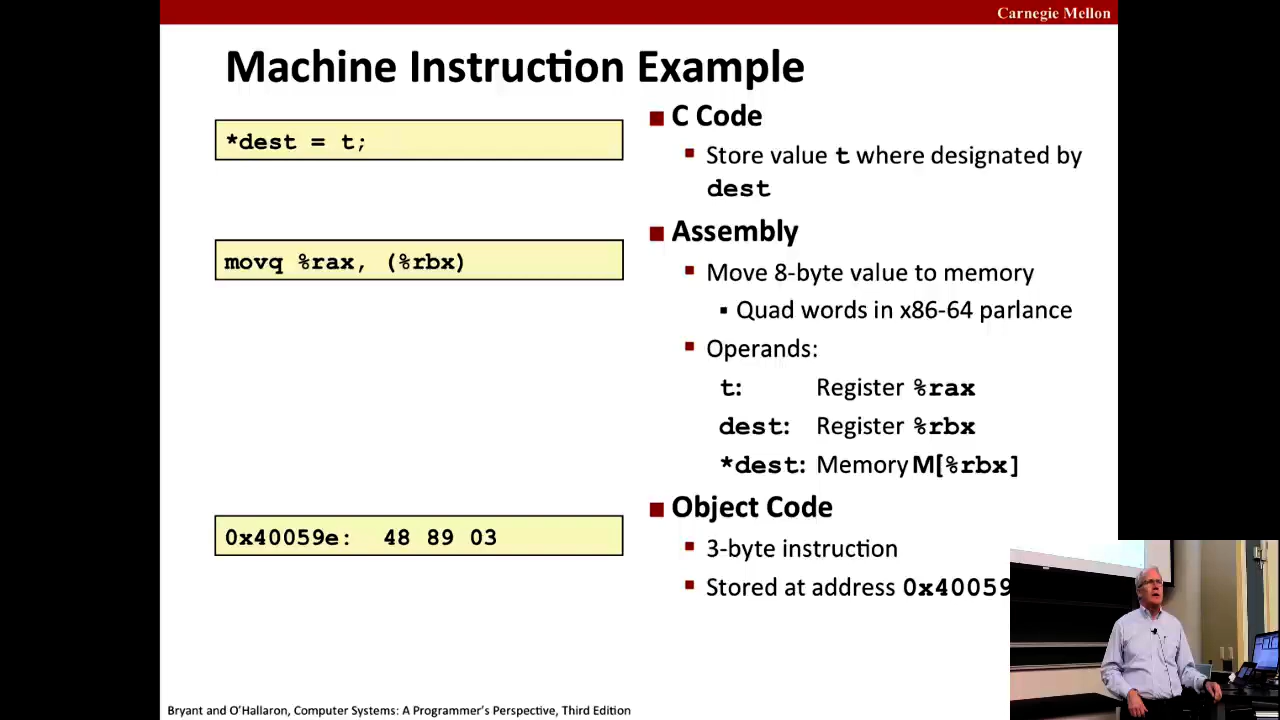 Carnegie Mellon
Machine Instruction Example
*dest = t;
movq %rax, (%rbx)
0x40059e: 48 89 03
■ C Code
▪ Store value t where designated by
dest
■ Assembly
▪ Move 8-byte value to memory
▪ Quad words in x86-64 parlance
▪ Operands:
t: Register %rax
dest: Register %rbx
*dest: Memory M[%rbx]
■ Object Code
▪ 3-byte instruction
▪ Stored at address 0x40059
Bryant and O'Hallaron, Computer Systems: A Programmer's Perspective, Third Edition